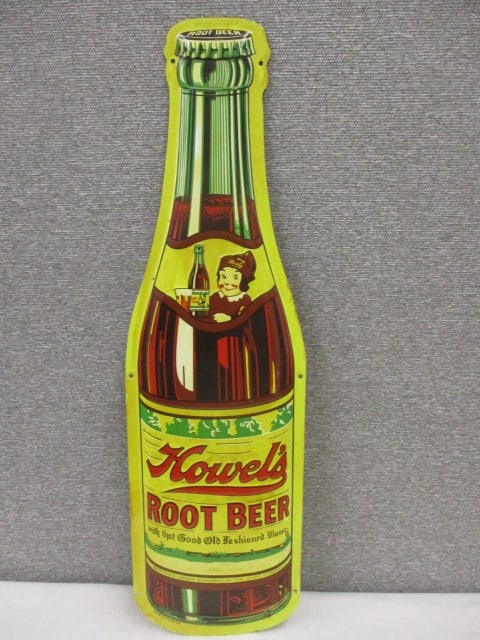 ROOT BEER
Howel's
ROOT BEER
with that Good Old Fashioned Flavor